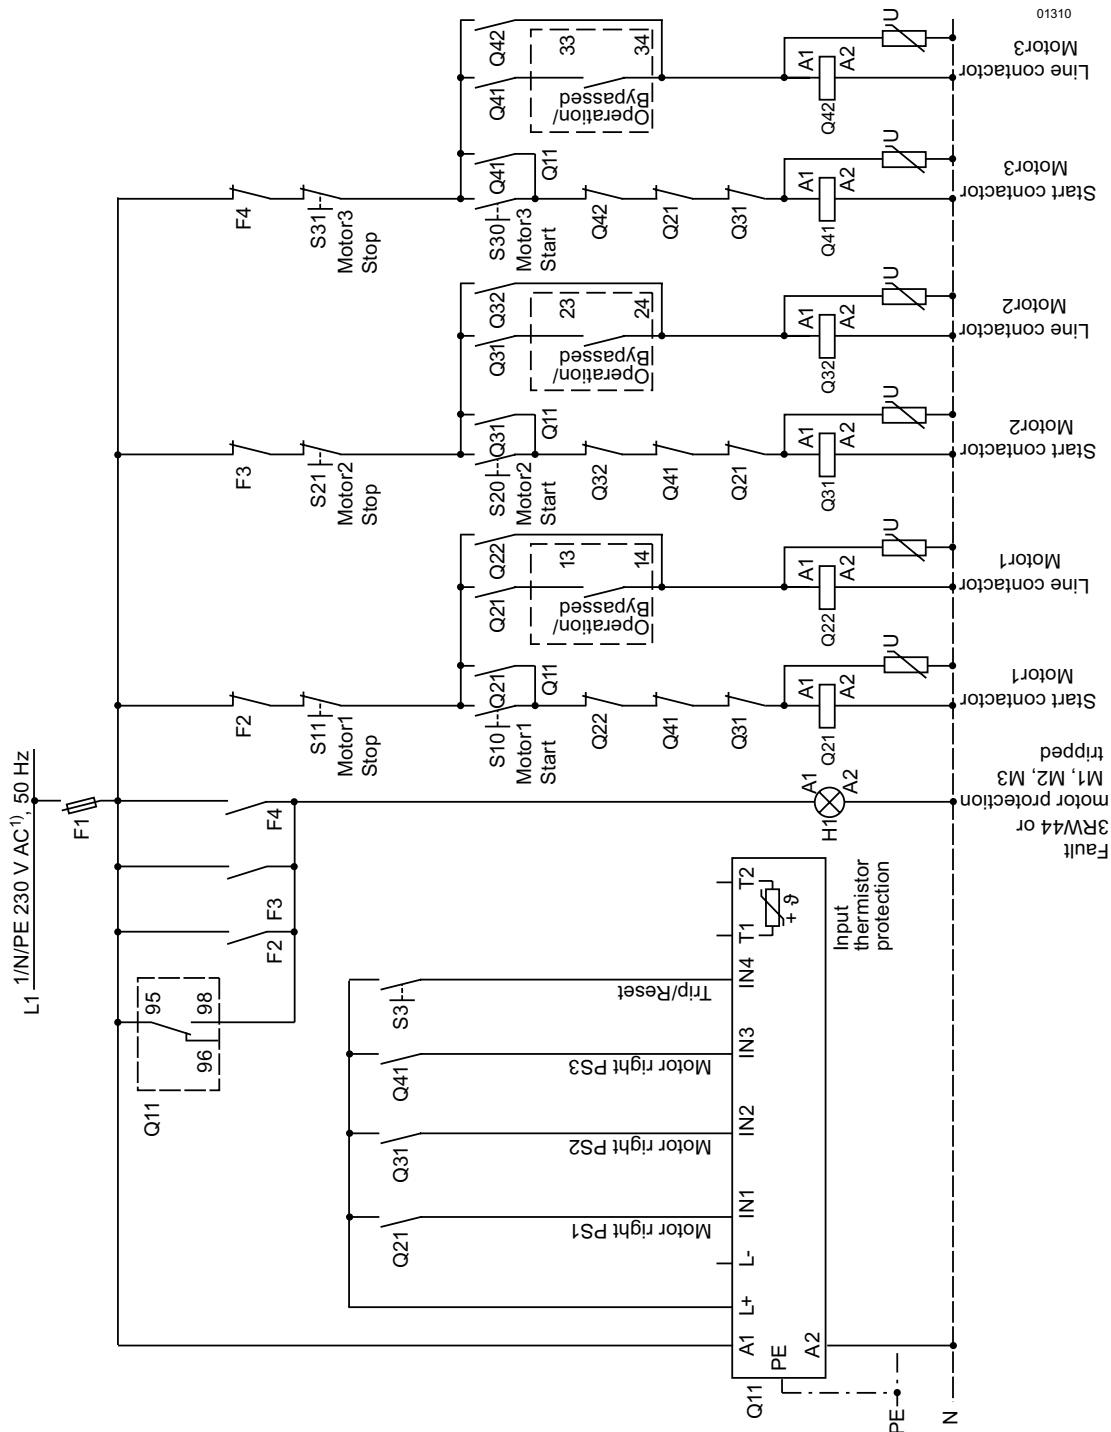 01310
L1 1/N/PE 230 V AC1), 50 Hz
F1
Q11
95
96
98
F2
F3
F4
H1
A1
A2
Fault
3RW44 or
motor protection
M1, M2, M3
tripped
Q11
A1
PE
A2
L+
L-
IN1
IN2
IN3
IN4
T1
T2
+ ϑ
Input
thermistor
protection
PE
N
Q21
Motor right PS1
Q31
Motor right PS2
Q41
Motor right PS3
S3
Trip/Reset
F2
S11
Motor1
Stop
S10
Motor1
Start
Q21
Q11
Q22
Q41
Q31
Q21
A1
A2
U
Start contactor
Motor1
Q21
Q22
13
14
Operation/
Bypassed
Q22
A1
A2
U
Line contactor
Motor1
F3
S21
Motor2
Stop
S20
Motor2
Start
Q31
Q11
Q32
Q41
Q21
Q31
A1
A2
U
Start contactor
Motor2
Q31
Q32
23
24
Operation/
Bypassed
Q32
A1
A2
U
Line contactor
Motor2
F4
S31
Motor3
Stop
S30
Motor3
Start
Q41
Q11
Q42
Q21
Q31
Q41
A1
A2
U
Start contactor
Motor3
Q41
Q42
33
34
Operation/
Bypassed
Q42
A1
A2
U
Line contactor
Motor3